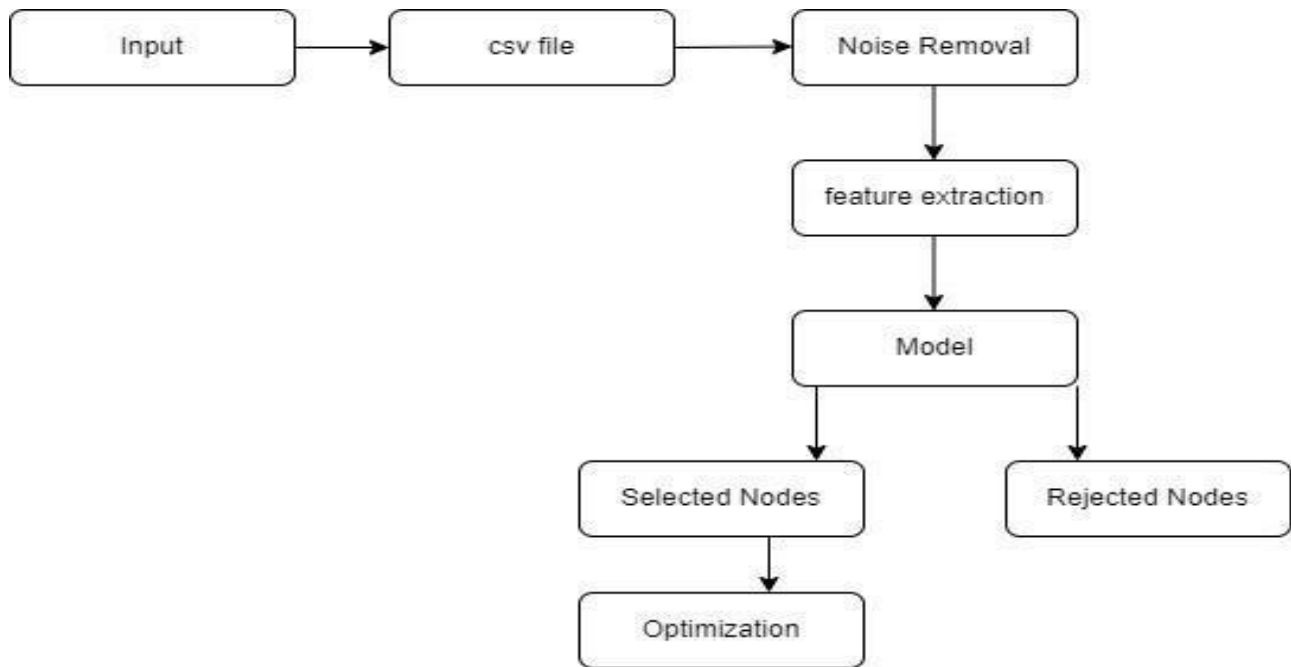 Input
csv file
Noise Removal
feature extraction
Model
Selected Nodes
Rejected Nodes
Optimization